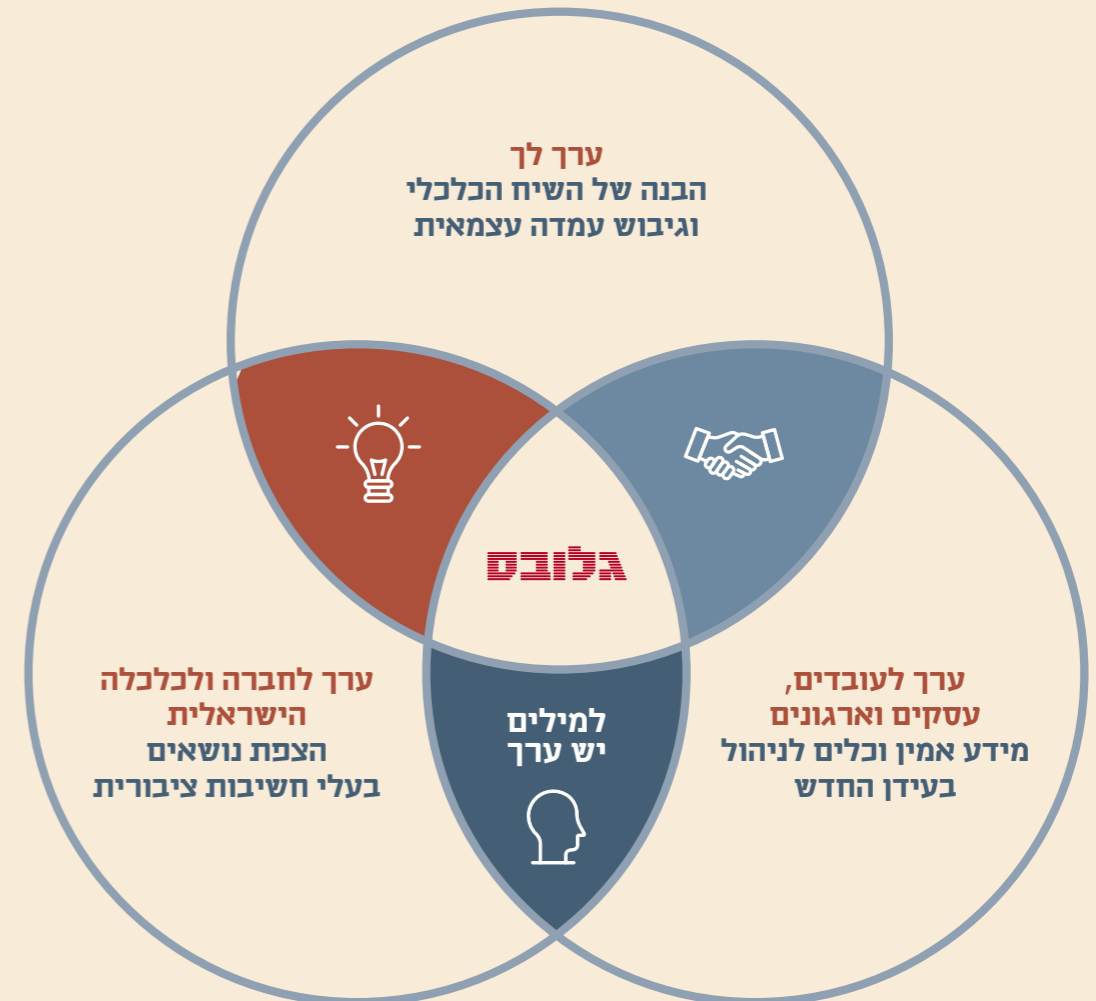 ערך לך
הבנה של השיח הכלכלי
וגיבוש עמדה עצמאית
גלובס
ערך לעובדים,
עסקים וארגונים
מידע אמין וכלים לניהול
בעידן החדש
ערך לחברה ולכלכלה
הישראלית
הצפת נושאים
בעלי חשיבות ציבורית
למילים
יש ערך